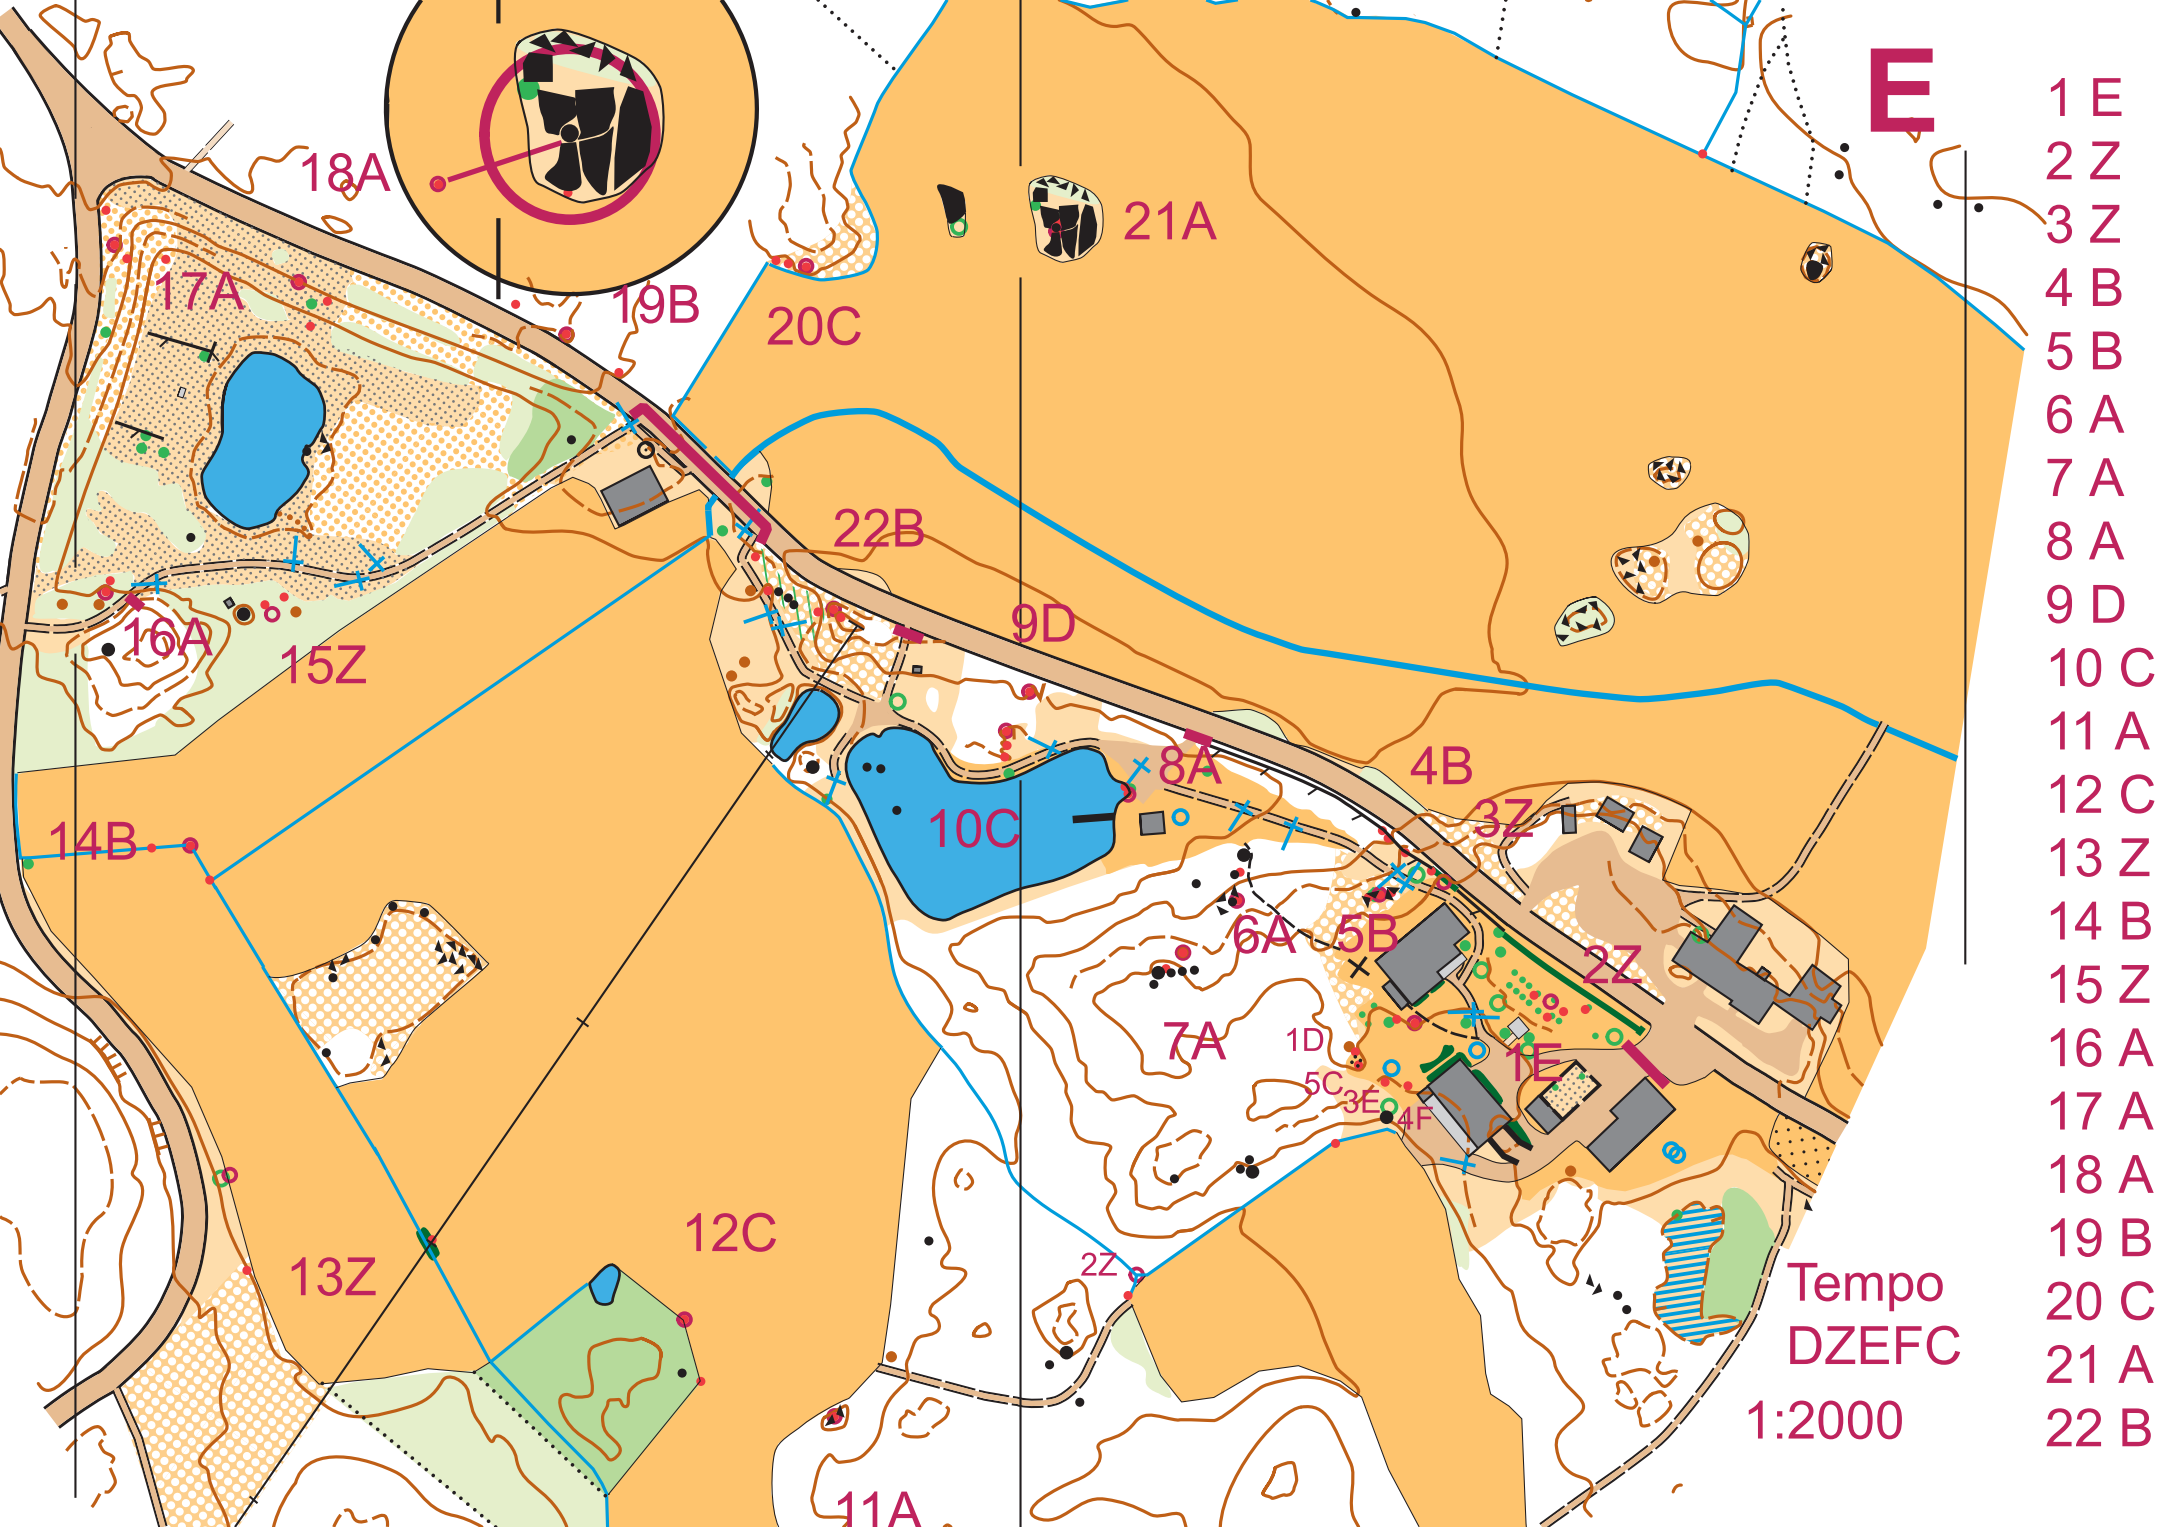 E
1 E
2 Z
3 Z
4 B
5 B
6 A
7 A
8 A
9 D
10 C
11 A
12 C
13 Z
14 B
15 Z
16 A
17 A
18 A
19 B
20 C
21 A
22 B
18A
17A
19B
20C
21A
22B
9D
16A
15Z
4B
8A
3Z
10C
14B
6A
5B
2Z
7A
1D
1E
5C
3E
4F
12C
13Z
2Z
11A
Tempo
DZEFC
1:2000